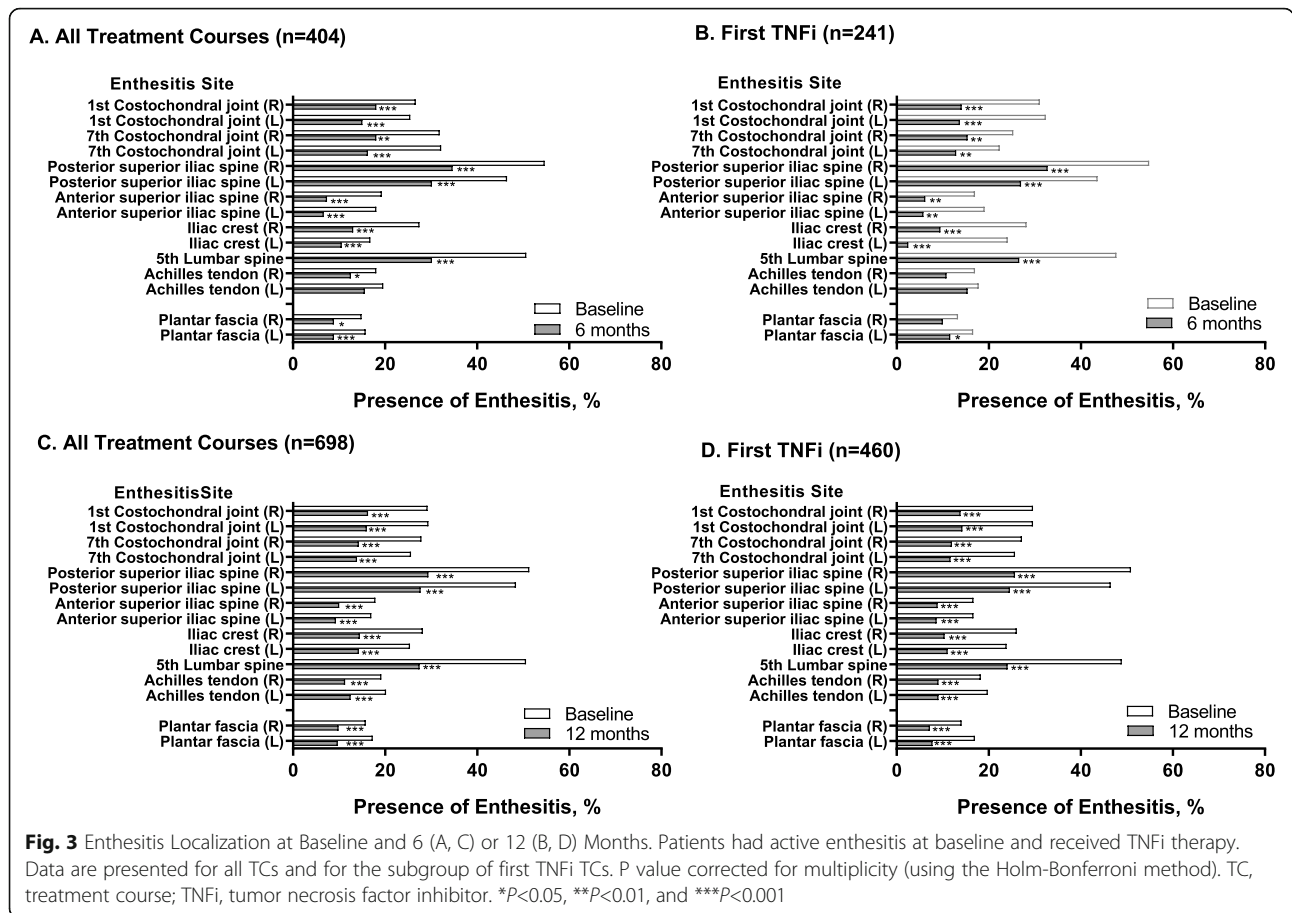 A. All Treatment Courses (n=404)
Enthesitis Site
1st Costochondral joint (R)
***
1st Costochondral joint (L)
***
7th Costochondral joint (R)
**
7th Costochondral joint (L)
***
Posterior superior iliac spine (R)
***
Posterior superior iliac spine (L)
***
Anterior superior iliac spine (R)
***
Anterior superior iliac spine (L)
***
Iliac crest (R)
***
Iliac crest (L)
***
5th Lumbar spine
***
Achilles tendon (R)
*
Achilles tendon (L)
Plantar fascia (R)
*
Plantar fascia (L)
***
Baseline
6 months
0 20 40 60 80
Presence of Enthesitis, %
B. First TNFi (n=241)
Enthesitis Site
1st Costochondral joint (R)
***
1st Costochondral joint (L)
***
7th Costochondral joint (R)
**
7th Costochondral joint (L)
**
Posterior superior iliac spine (R)
***
Posterior superior iliac spine (L)
***
Anterior superior iliac spine (R)
**
Anterior superior iliac spine (L)
**
Iliac crest (R)
***
Iliac crest (L)
***
5th Lumbar spine
***
Achilles tendon (R)
Achilles tendon (L)
Plantar fascia (R)
Plantar fascia (L)
*
Baseline
6 months
0 20 40 60 80
Presence of Enthesitis, %
C. All Treatment Courses (n=698)
EnthesitisSite
1st Costochondral joint (R)
***
1st Costochondral joint (L)
***
7th Costochondral joint (R)
***
7th Costochondral joint (L)
***
Posterior superior iliac spine (R)
***
Posterior superior iliac spine (L)
***
Anterior superior iliac spine (R)
***
Anterior superior iliac spine (L)
***
Iliac crest (R)
***
Iliac crest (L)
***
5th Lumbar spine
***
Achilles tendon (R)
***
Achilles tendon (L)
***
Plantar fascia (R)
***
Plantar fascia (L)
***
Baseline
12 months
0 20 40 60 80
Presence of Enthesitis, %
D. First TNFi (n=460)
Enthesitis Site
1st Costochondral joint (R)
***
1st Costochondral joint (L)
***
7th Costochondral joint (R)
***
7th Costochondral joint (L)
***
Posterior superior iliac spine (R)
***
Posterior superior iliac spine (L)
***
Anterior superior iliac spine (R)
***
Anterior superior iliac spine (L)
***
Iliac crest (R)
***
Iliac crest (L)
***
5th Lumbar spine
***
Achilles tendon (R)
***
Achilles tendon (L)
***
Plantar fascia (R)
***
Plantar fascia (L)
***
Baseline
12 months
0 20 40 60 80
Presence of Enthesitis, %
Fig. 3 Enthesitis Localization at Baseline and 6 (A, C) or 12 (B, D) Months. Patients had active enthesitis at baseline and received TNFi therapy.
Data are presented for all TCs and for the subgroup of first TNFi TCs. P value corrected for multiplicity (using the Holm-Bonferroni method). TC,
treatment course; TNFi, tumor necrosis factor inhibitor. *P<0.05, **P<0.01, and ***P<0.001